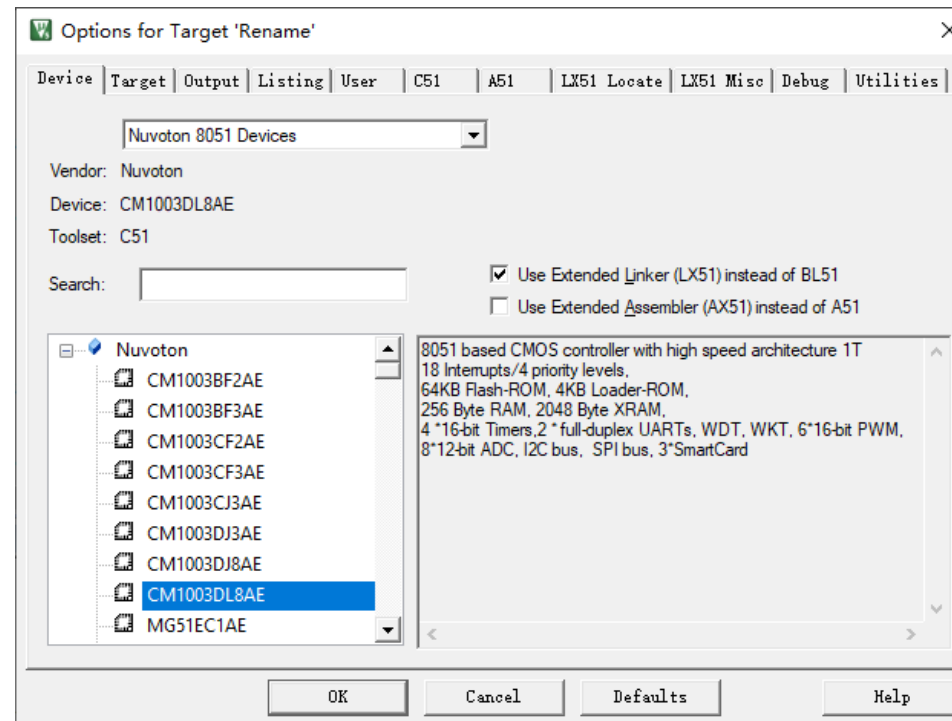 Options for Target 'Rename'
Device Target Output Listing User C51 A51 LX51 Locate LX51 Misc Debug Utilities
Nuvoton 8051 Devices
Vendor: Nuvoton
Device: CM1003DL8AE
Toolset: C51
Search:
Use Extended Linker (LX51) instead of BL51
Use Extended Assembler (AX51) instead of A51
Nuvoton
CM1003BF2AE
CM1003BF3AE
CM1003CF2AE
CM1003CF3AE
CM1003CJ3AE
CM1003DJ3AE
CM1003DJ8AE
CM1003DL8AE
MG51EC1AE
8051 based CMOS controller with high speed architecture 1T
18 Interrupts/4 priority levels,
64KB Flash-ROM, 4KB Loader-ROM,
256 Byte RAM, 2048 Byte XRAM,
4 *16-bit Timers,2 * full-duplex UARTs, WDT, WKT, 6*16-bit PWM,
8*12-bit ADC, I2C bus, SPI bus, 3*SmartCard
OK Cancel Defaults Help